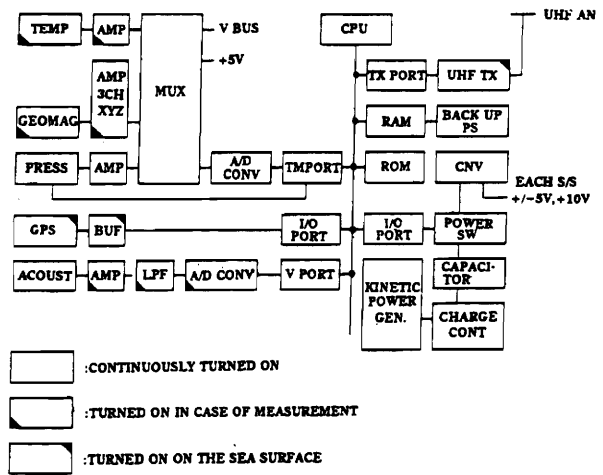 TEMP
AMP
MUX
V BUS
+5V
AMP
3CH
XYZ
GEOMAG
PRESS
AMP
A/D
CONV
TMPORT
GPS
BUF
I/O
PORT
ACOUST
AMP
LPF
A/D CONV
V PORT
CPU
UHF AN
TX PORT
UHF TX
RAM
BACK UP
PS
ROM
CNV
EACH S/S
+/-5V,+10V
I/O
PORT
POWER
SW
KINETIC
POWER
GEN.
CAPACI-
TOR
CHARGE
CONT
:CONTINUOUSLY TURNED ON
:TURNED ON IN CASE OF MEASUREMENT
:TURNED ON ON THE SEA SURFACE